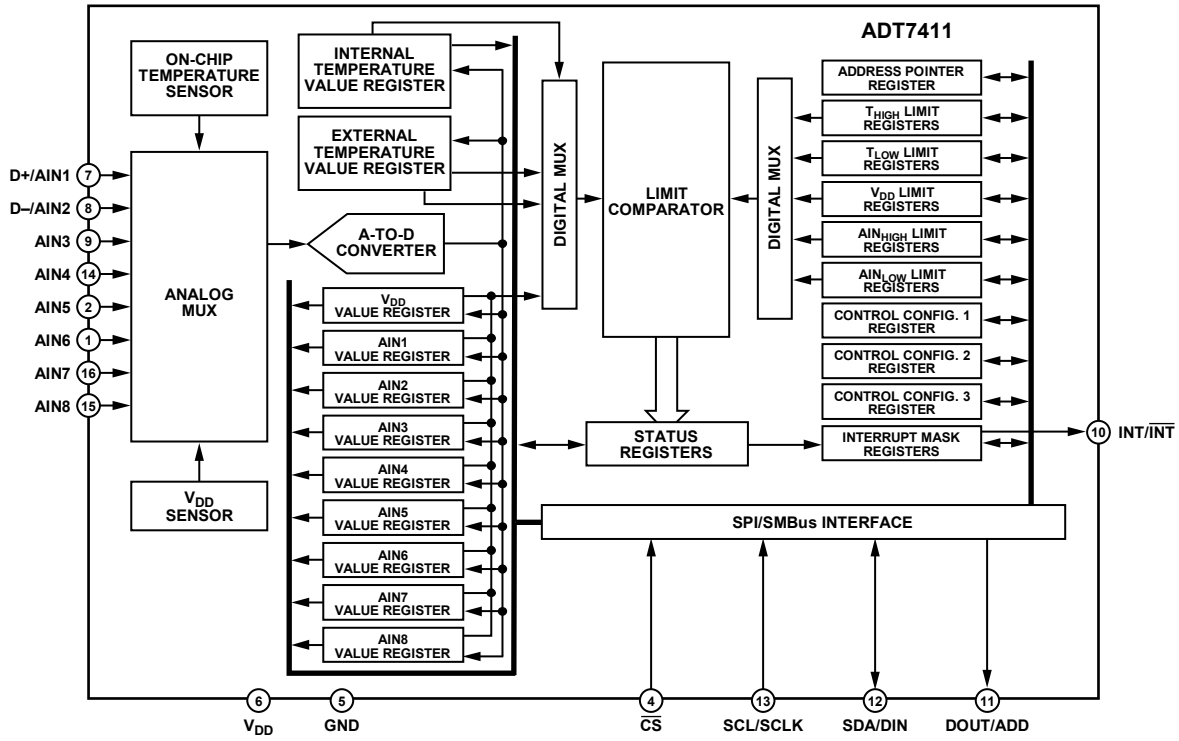 ADT7411
ON-CHIP
TEMPERATURE
SENSOR
INTERNAL
TEMPERATURE
VALUE REGISTER
EXTERNAL
TEMPERATURE
VALUE REGISTER
D+/AIN1
7
D–/AIN2
8
AIN3
9
AIN4
14
AIN5
2
AIN6
1
AIN7
16
AIN8
15
ANALOG
MUX
VDD
SENSOR
A-TO-D
CONVERTER
VDD
VALUE REGISTER
AIN1
VALUE REGISTER
AIN2
VALUE REGISTER
AIN3
VALUE REGISTER
AIN4
VALUE REGISTER
AIN5
VALUE REGISTER
AIN6
VALUE REGISTER
AIN7
VALUE REGISTER
AIN8
VALUE REGISTER
DIGITAL MUX
LIMIT
COMPARATOR
DIGITAL MUX
ADDRESS POINTER
REGISTER
THIGH LIMIT
REGISTERS
TLOW LIMIT
REGISTERS
VDD LIMIT
REGISTERS
AINHIGH LIMIT
REGISTERS
AINLOW LIMIT
REGISTERS
CONTROL CONFIG. 1
REGISTER
CONTROL CONFIG. 2
REGISTER
CONTROL CONFIG. 3
REGISTER
STATUS
REGISTERS
INTERRUPT MASK
REGISTERS
10
INT/INT
SPI/SMBus INTERFACE
6
VDD
5
GND
4
CS
13
SCL/SCLK
12
SDA/DIN
11
DOUT/ADD